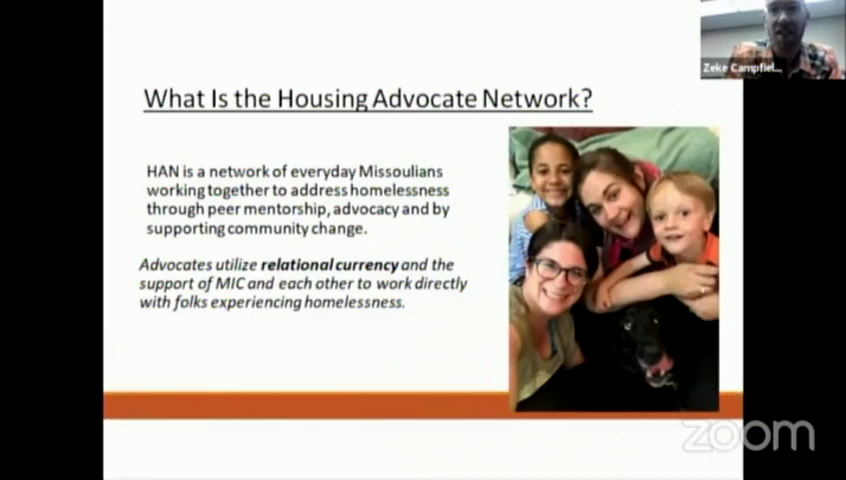 Zeke Campfiel...
What Is the Housing Advocate Network?
HAN is a network of everyday Missoulians
working together to address homelessness
through peer mentorship, advocacy and by
supporting community change.
Advocates utilize relational currency and the
support of MIC and each other to work directly
with folks experiencing homelessness.
zoom